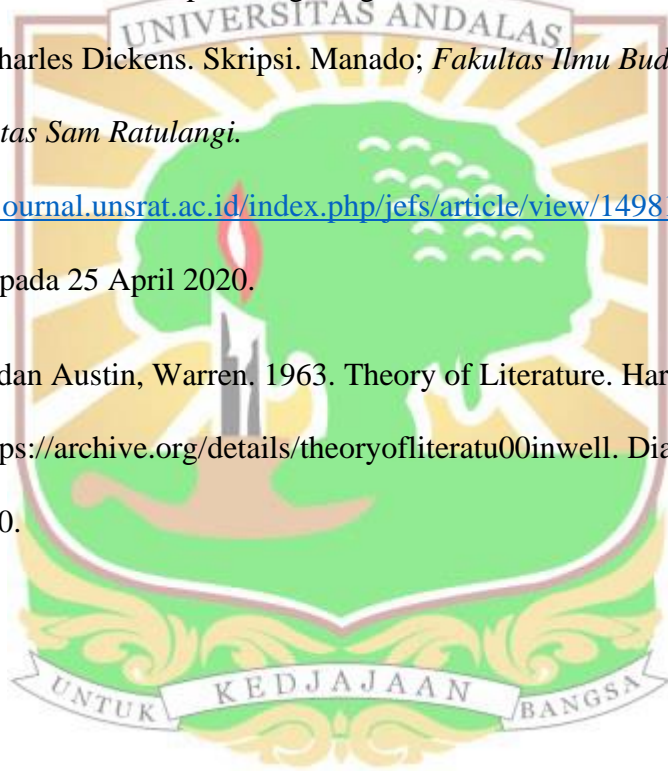 UNIVERSITAS ANDALAS
harles Dickens. Skripsi. Manado; Fakultas Ilmu Bud
tas Sam Ratulangi.
ournal.unsrat.ac.id/index.php/jefs/article/view/1498
pada 25 April 2020.
dan Austin, Warren. 1963. Theory of Literature. Har
ps://archive.org/details/theoryofliteratu00inwell. Dia
0.
UNTUK KEDJAJAAN BANGSA